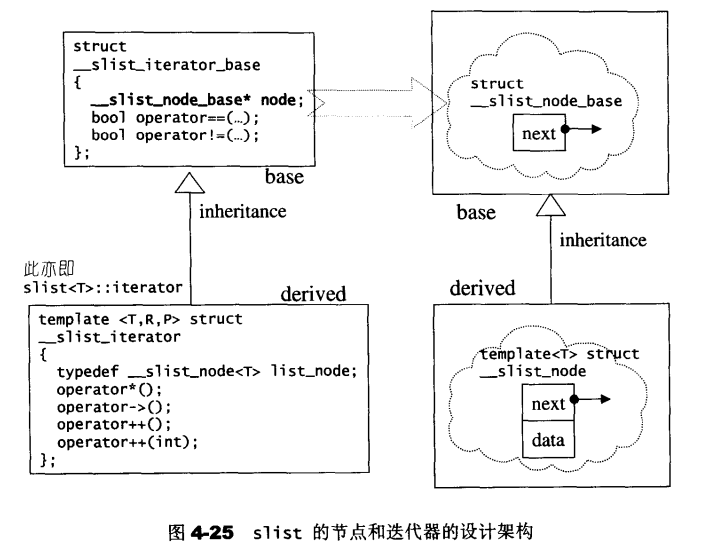 struct
__slist_iterator_base
{
__slist_node_base* node;
bool operator==(…);
bool operator!=(…);
};
base
struct
__slist_node_base
next
base
inheritance
inheritance
此亦即
slist<T>::iterator
derived
derived
template <T,R,P> struct
__slist_iterator
{
typedef __slist_node<T> list_node;
operator*();
operator->();
operator++();
operator++(int);
};
template<T> struct
__slist_node
next
data
图 4-25 slist 的节点和迭代器的设计架构